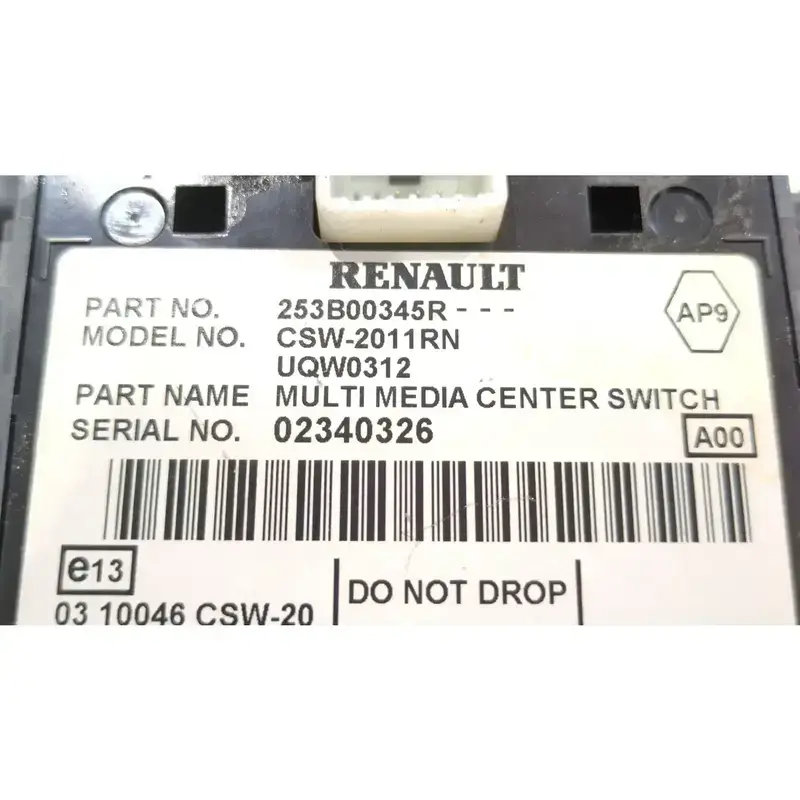 RENAULT
PART NO. 253B00345R - - -
AP9
MODEL NO. CSW-2011RN
UQW0312
PART NAME MULTI MEDIA CENTER SWITCH
SERIAL NO. 02340326
A00
e13
DO NOT DROP
03 10046 CSW-20